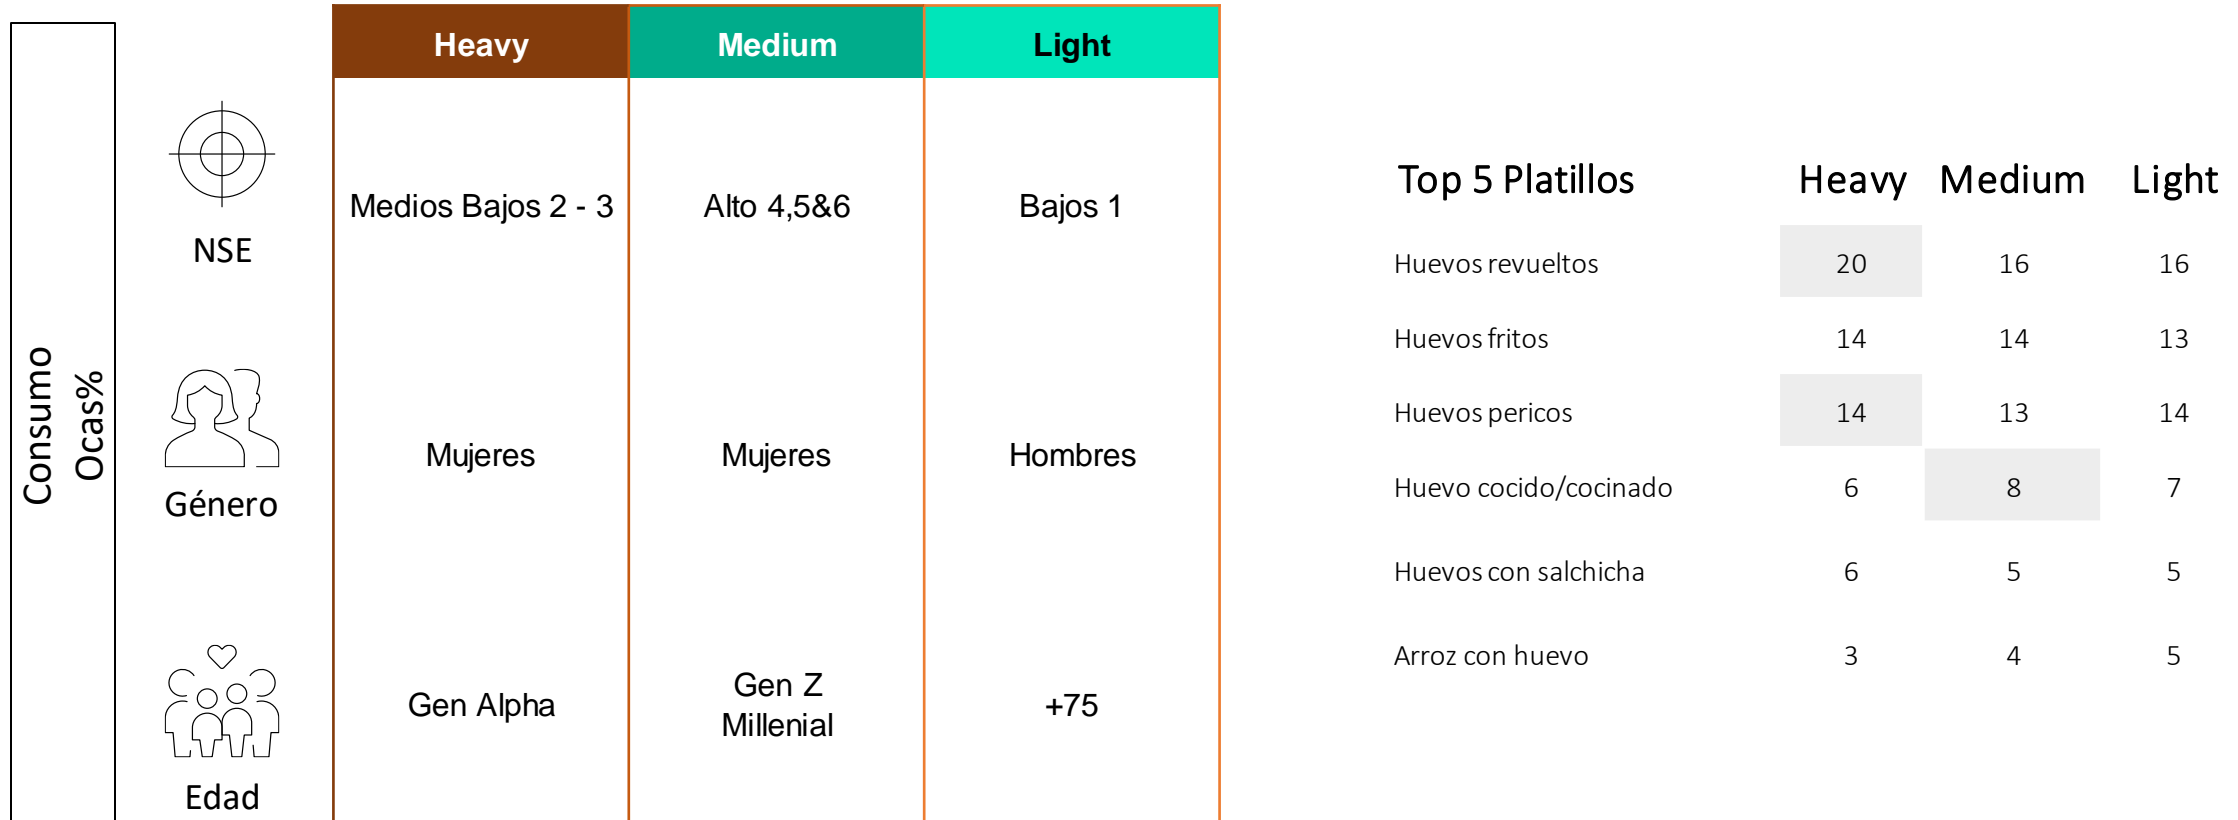 Consumo
Ocas%
Heavy Medium Light
NSE Medios Bajos 2 - 3 Alto 4,5&6 Bajos 1
Género Mujeres Mujeres Hombres
Edad Gen Alpha Gen Z
Millenial +75
Top 5 Platillos Heavy Medium Light
Huevos revueltos 20 16 16
Huevos fritos 14 14 13
Huevos pericos 14 13 14
Huevo cocido/cocinado 6 8 7
Huevos con salchicha 6 5 5
Arroz con huevo 3 4 5